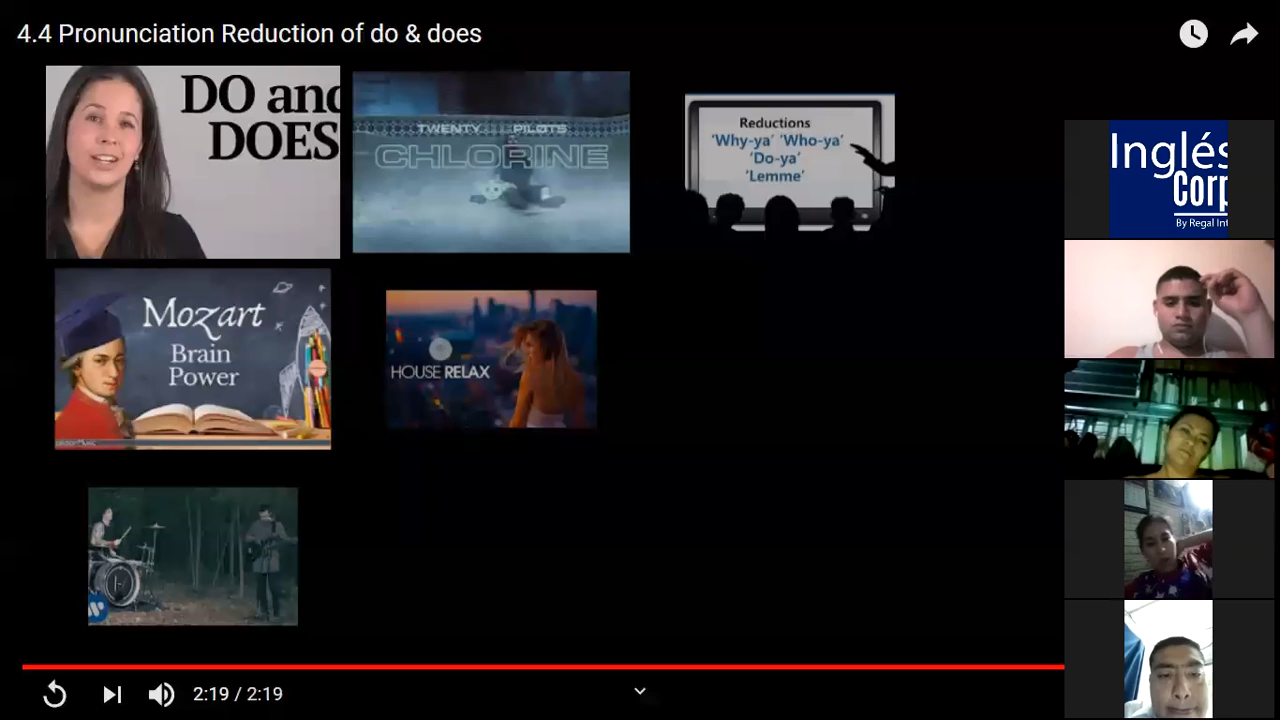 4.4 Pronunciation Reduction of do & does
DO and
DOES
TWENTY PILOTS
CHLORINE
Reductions
‘Why-ya’ ‘Who-ya’
‘Do-ya’
‘Lemme’
Mozart
Brain
Power
HOUSE RELAX
Inglés
Corp
By Regal Int
2:19 / 2:19